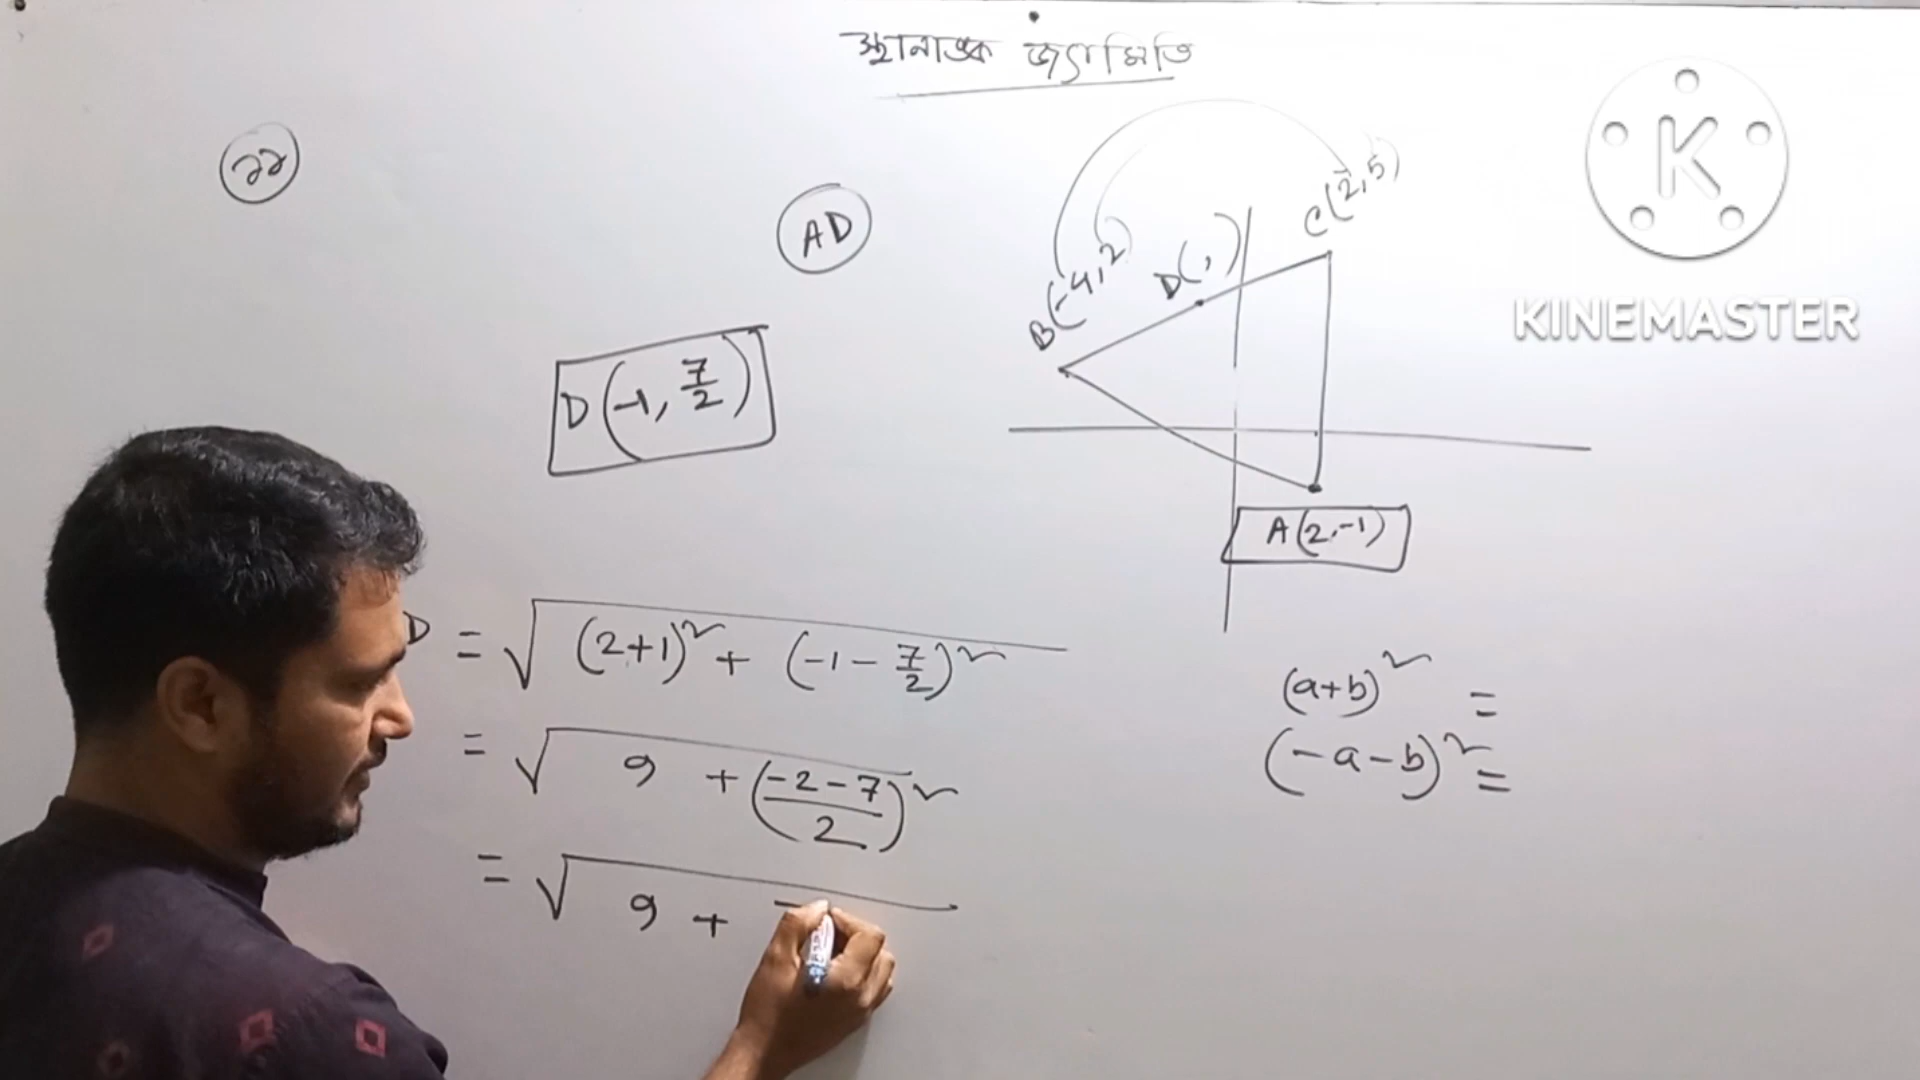 স্থানাঙ্ক জ্যামিতি
২২
AD
C(2,5)
D( , )
B(-4,2)
K
KINEMASTER
D(-1, 7/2)
A(2,-1)
D = √(2+1)² + (-1 - 7/2)²
(a+b)² =
= √9 + (-2-7/2)²
(-a-b)² =
= √9 +